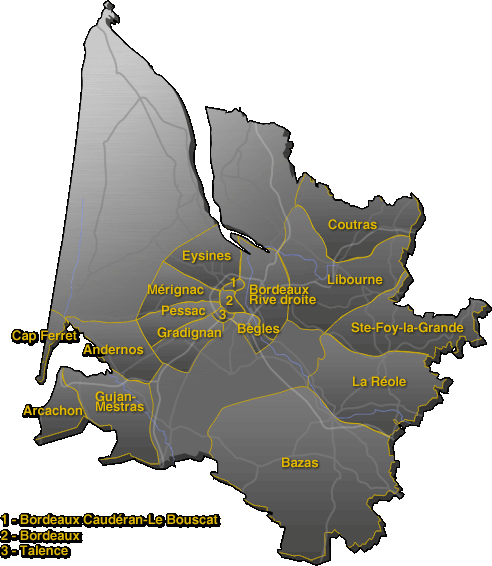 Coutras
Eysines
Libourne
Mérignac
1
Bordeaux
Rive droite
2
Pessac
3
Gradignan
Bègles
Ste-Foy-la-Grande
Cap Ferret
Andernos
La Réole
Gujan-
Mestras
Arcachon
Bazas
1 - Bordeaux Caudéran-Le Bouscat
2 - Bordeaux
3 - Talence